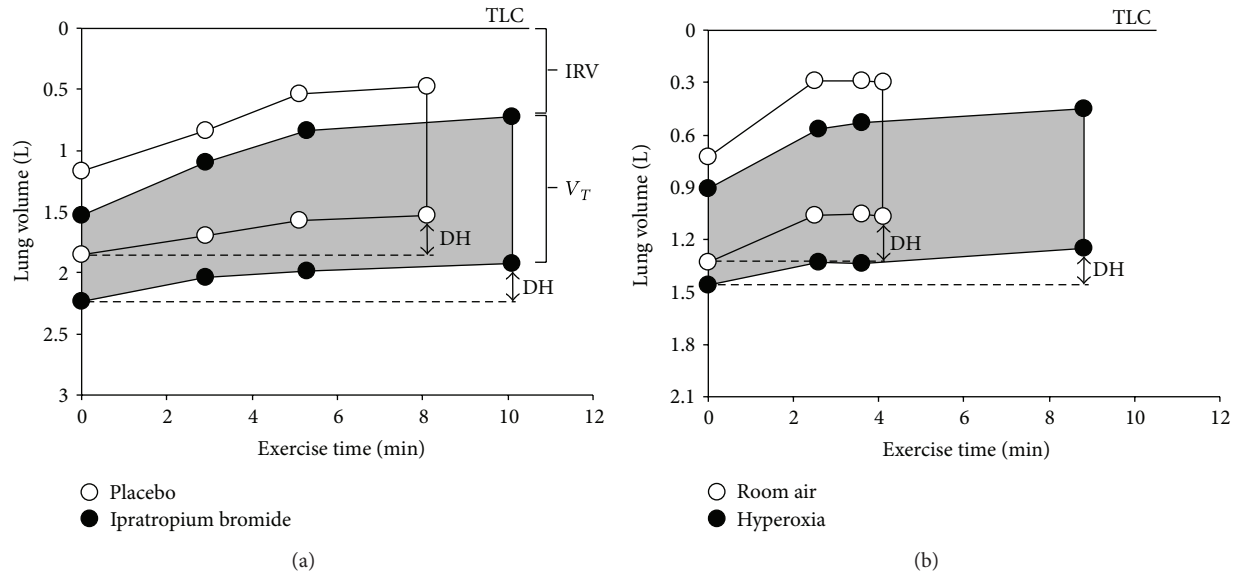 TLC
IRV
V_T
DH
DH
0
0.5
1
1.5
2
2.5
3
Lung volume (L)
0 2 4 6 8 10 12
Exercise time (min)
Placebo
Ipratropium bromide
(a)
TLC
DH
DH
0
0.3
0.6
0.9
1.2
1.5
1.8
2.1
Lung volume (L)
0 2 4 6 8 10 12
Exercise time (min)
Room air
Hyperoxia
(b)